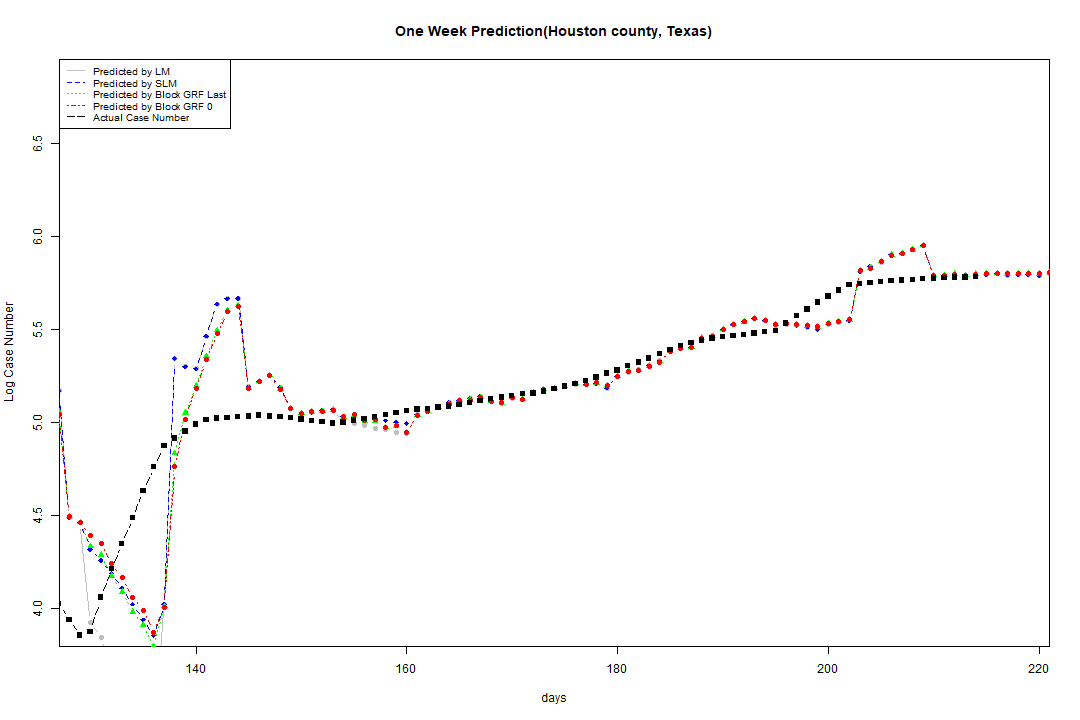 One Week Prediction(Houston county, Texas)
Predicted by LM
Predicted by SLM
Predicted by Block GRF Last
Predicted by Block GRF 0
Actual Case Number
6.5
6.0
5.5
5.0
4.5
4.0
Log Case Number
140 160 180 200 220
days